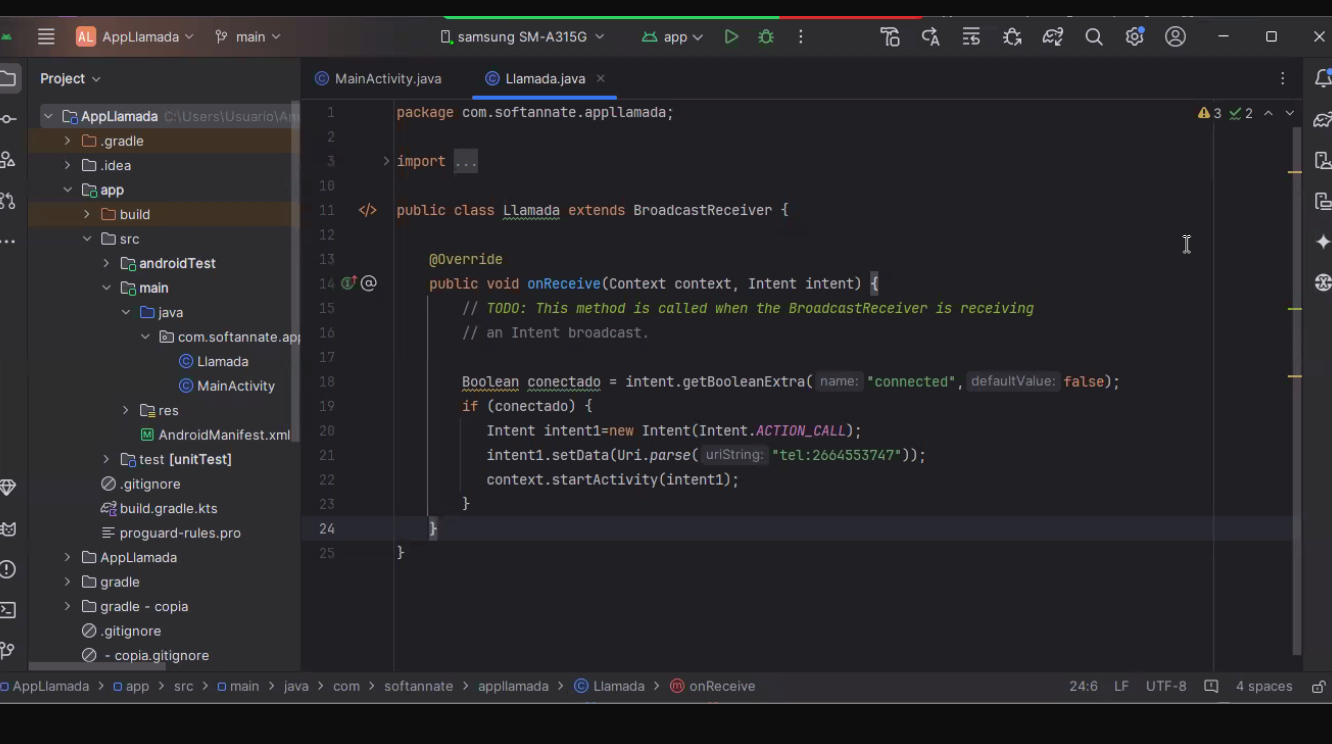 AL AppLlamada main samsung SM-A315G app
Project
MainActivity.java Llamada.java
AppLlamada C:\Users\Usuario\An
.gradle
.idea
app
build
src
androidTest
main
java
com.softannate.app
Llamada
MainActivity
res
AndroidManifest.xml
test [unitTest]
.gitignore
build.gradle.kts
proguard-rules.pro
AppLlamada
gradle
gradle - copia
.gitignore
- copia.gitignore
3 2
1 package com.softannate.appllamada;
2
3 import ...
10
11 </> public class Llamada extends BroadcastReceiver {
12
13 @Override
14 @ public void onReceive(Context context, Intent intent) {
15 // TODO: This method is called when the BroadcastReceiver is receiving
16 // an Intent broadcast.
17
18 Boolean conectado = intent.getBooleanExtra( name: "connected", defaultValue: false);
19 if (conectado) {
20 Intent intent1=new Intent(Intent.ACTION_CALL);
21 intent1.setData(Uri.parse( uriString: "tel:2664553747"));
22 context.startActivity(intent1);
23 }
24 }
25 }
AppLlamada > app > src > main > java > com > softannate > appllamada > Llamada > onReceive 24:6 LF UTF-8 4 spaces